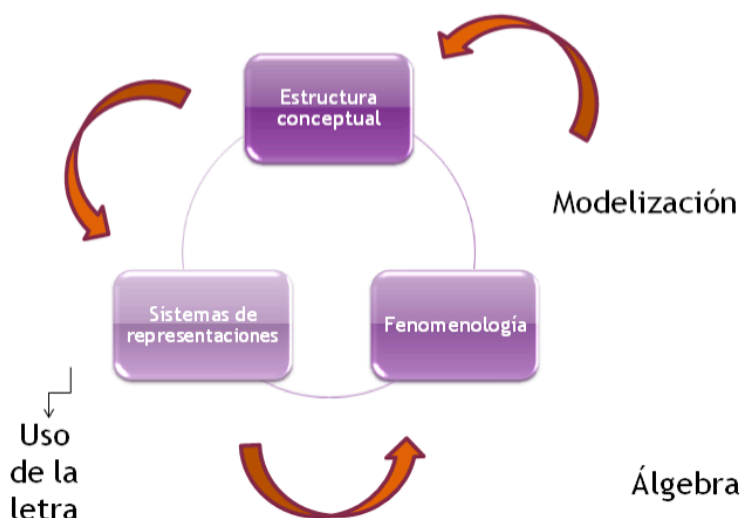 Estructura
conceptual
Modelización
Sistemas de
representaciones
Fenomenología
Uso
de la
letra
Álgebra